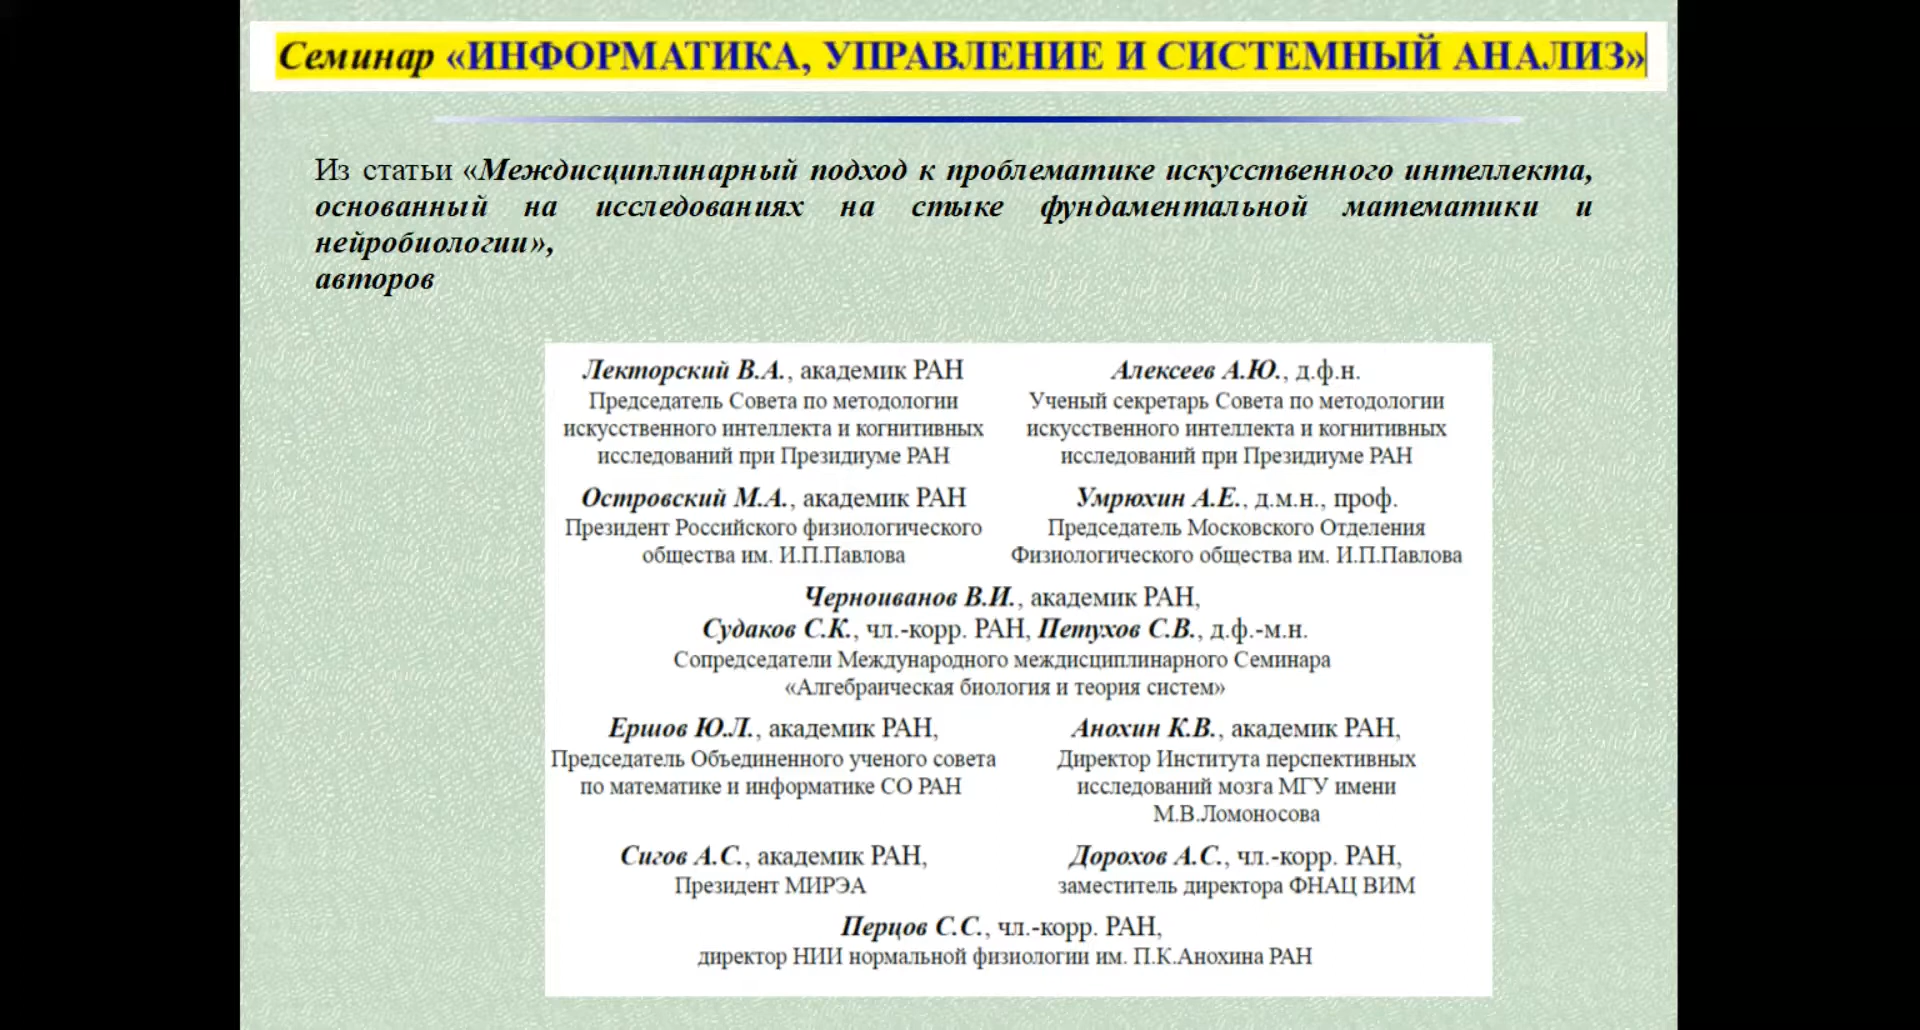 Семинар «ИНФОРМАТИКА, УПРАВЛЕНИЕ И СИСТЕМНЫЙ АНАЛИЗ»
Из статьи «Междисциплинарный подход к проблематике искусственного интеллекта,
основанный на исследованиях на стыке фундаментальной математики и
нейробиологии»,
авторов
Лекторский В.А., академик РАН
Председатель Совета по методологии
искусственного интеллекта и когнитивных
исследований при Президиуме РАН
Алексеев А.Ю., д.ф.н.
Ученый секретарь Совета по методологии
искусственного интеллекта и когнитивных
исследований при Президиуме РАН
Островский М.А., академик РАН
Президент Российского физиологического
общества им. И.П.Павлова
Умрюхин А.Е., д.м.н., проф.
Председатель Московского Отделения
Физиологического общества им. И.П.Павлова
Черноиванов В.И., академик РАН,
Судаков С.К., чл.-корр. РАН, Петухов С.В., д.ф.-м.н.
Сопредседатели Международного междисциплинарного Семинара
«Алгебраическая биология и теория систем»
Ершов Ю.Л., академик РАН,
Председатель Объединенного ученого совета
по математике и информатике СО РАН
Анохин К.В., академик РАН,
Директор Института перспективных
исследований мозга МГУ имени
М.В.Ломоносова
Сигов А.С., академик РАН,
Президент МИРЭА
Дорохов А.С., чл.-корр. РАН,
заместитель директора ФНАЦ ВИМ
Перцов С.С., чл.-корр. РАН,
директор НИИ нормальной физиологии им. П.К.Анохина РАН